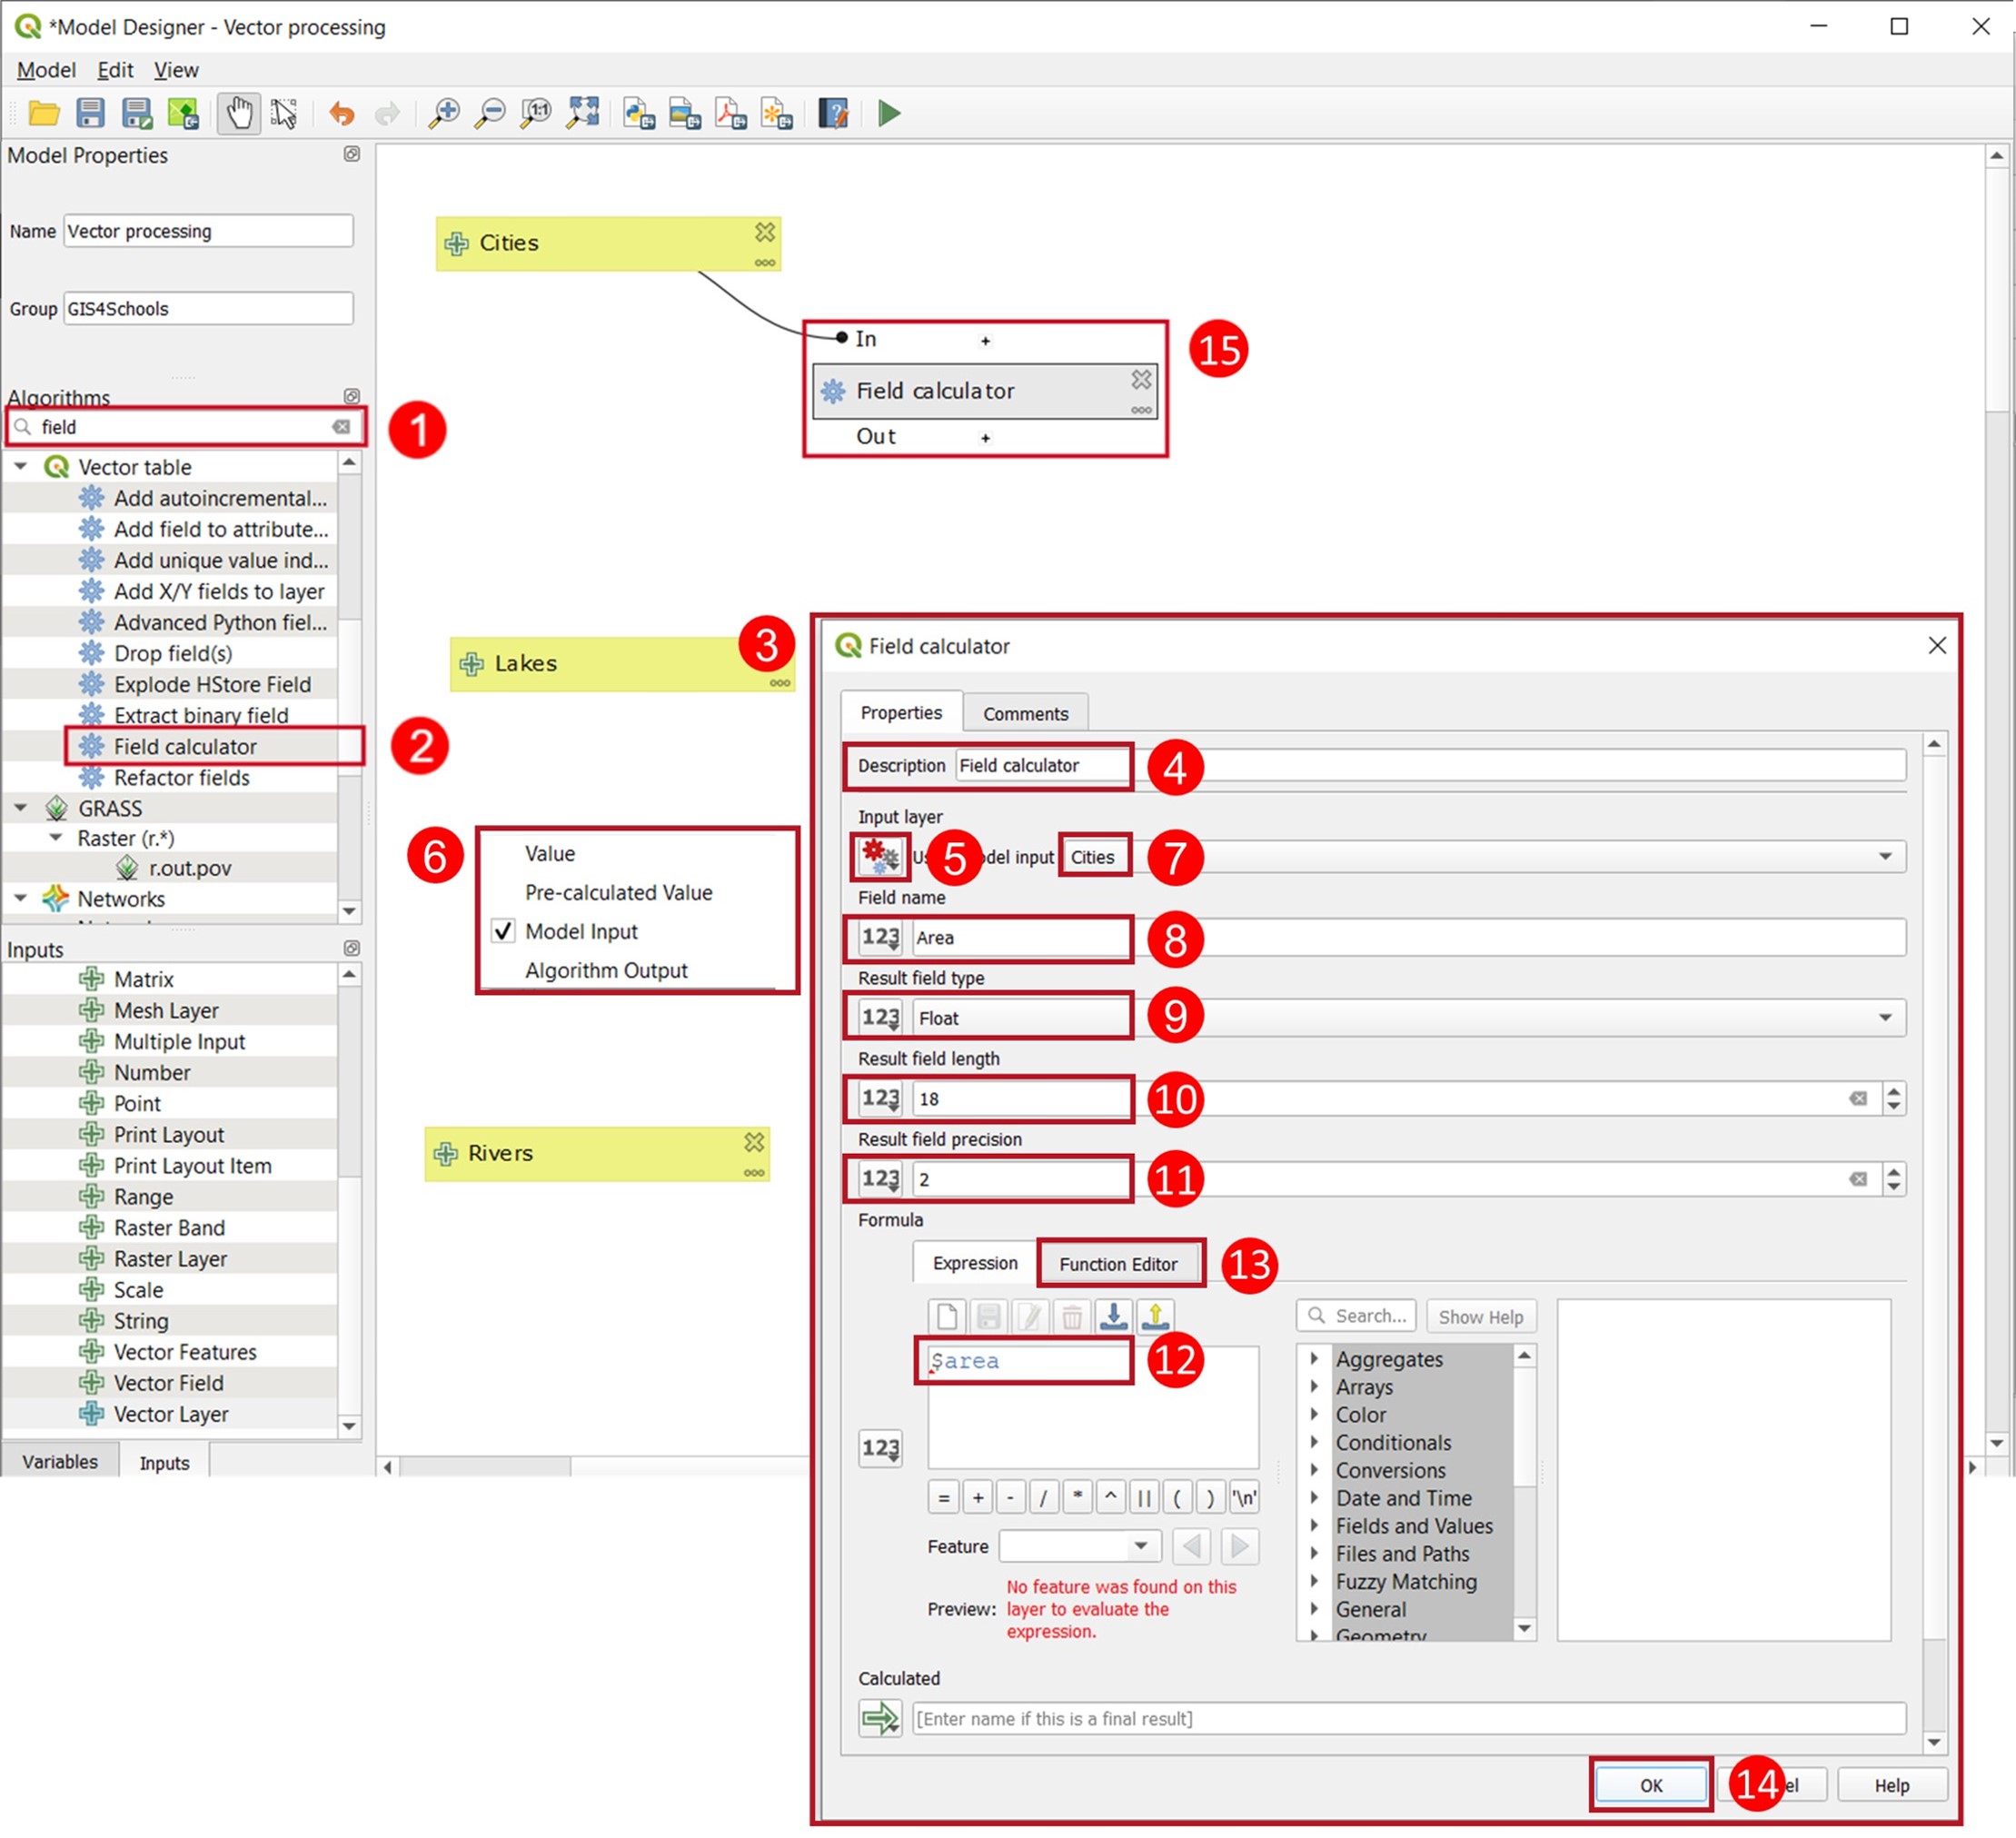 *Model Designer - Vector processing
Model Edit View
1:1
Model Properties
Name Vector processing
Group GIS4Schools
Algorithms
field
1
Vector table
Add autoincremental...
Add field to attribute...
Add unique value ind...
Add X/Y fields to layer
Advanced Python fiel...
Drop field(s)
Explode HStore Field
Extract binary field
Field calculator
2
Refactor fields
GRASS
Raster (r.*)
r.out.pov
Networks
Inputs
Matrix
Mesh Layer
Multiple Input
Number
Point
Print Layout
Print Layout Item
Range
Raster Band
Raster Layer
Scale
String
Vector Features
Vector Field
Vector Layer
Variables Inputs
Cities
In +
Field calculator
Out +
15
Lakes
3
6
Value
Pre-calculated Value
Model Input
Algorithm Output
Rivers
Field calculator
Properties Comments
Description Field calculator 4
Input layer
5 odel input Cities 7
Field name
123 Area 8
Result field type
123 Float 9
Result field length
123 18 10
Result field precision
123 2 11
Formula
Expression Function Editor 13
Search... Show Help
$area 12
123
= + - / * ^ || ( ) '\n'
Feature
Preview: No feature was found on this
layer to evaluate the
expression.
Aggregates
Arrays
Color
Conditionals
Conversions
Date and Time
Fields and Values
Files and Paths
Fuzzy Matching
General
Geometry
Calculated
[Enter name if this is a final result]
OK 14 el Help